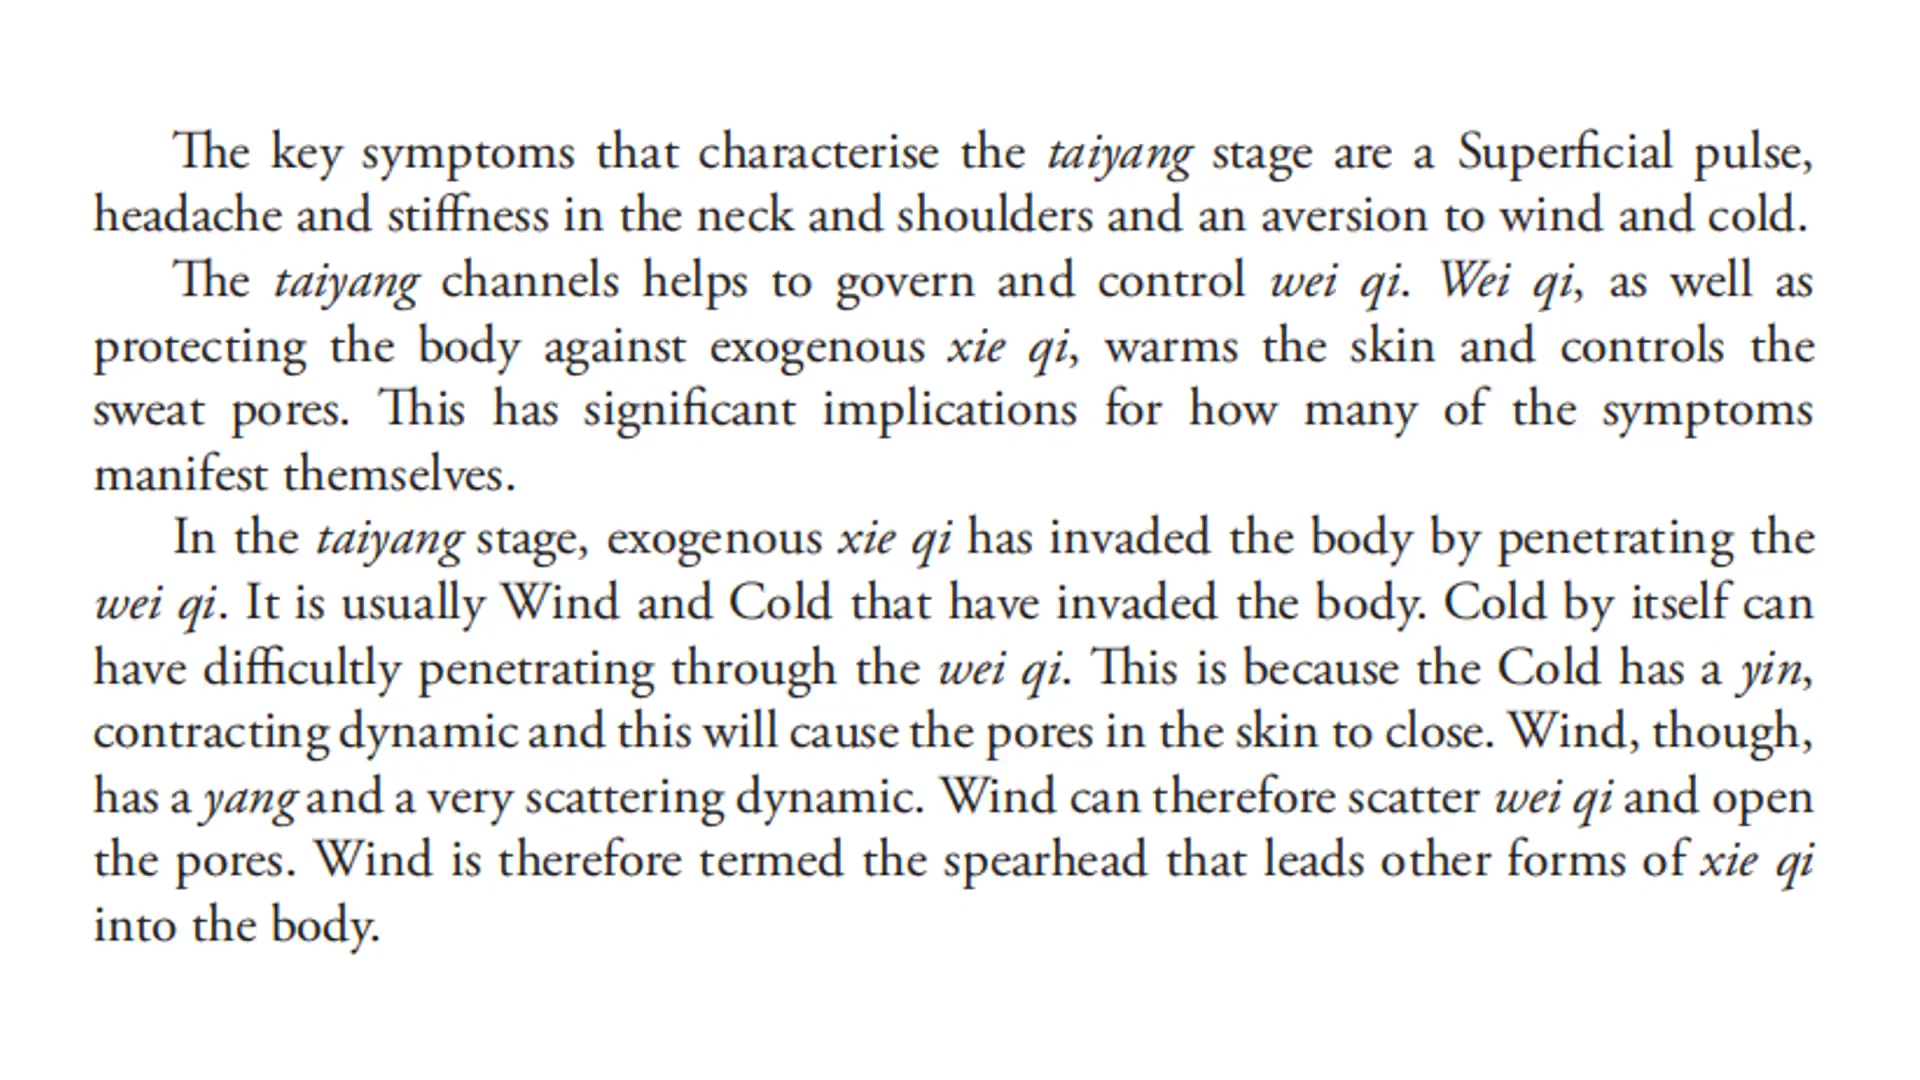 The key symptoms that characterise the taiyang stage are a Superficial pulse,
headache and stiffness in the neck and shoulders and an aversion to wind and cold.
The taiyang channels helps to govern and control wei qi. Wei qi, as well as
protecting the body against exogenous xie qi, warms the skin and controls the
sweat pores. This has significant implications for how many of the symptoms
manifest themselves.
In the taiyang stage, exogenous xie qi has invaded the body by penetrating the
wei qi. It is usually Wind and Cold that have invaded the body. Cold by itself can
have difficultly penetrating through the wei qi. This is because the Cold has a yin,
contracting dynamic and this will cause the pores in the skin to close. Wind, though,
has a yang and a very scattering dynamic. Wind can therefore scatter wei qi and open
the pores. Wind is therefore termed the spearhead that leads other forms of xie qi
into the body.